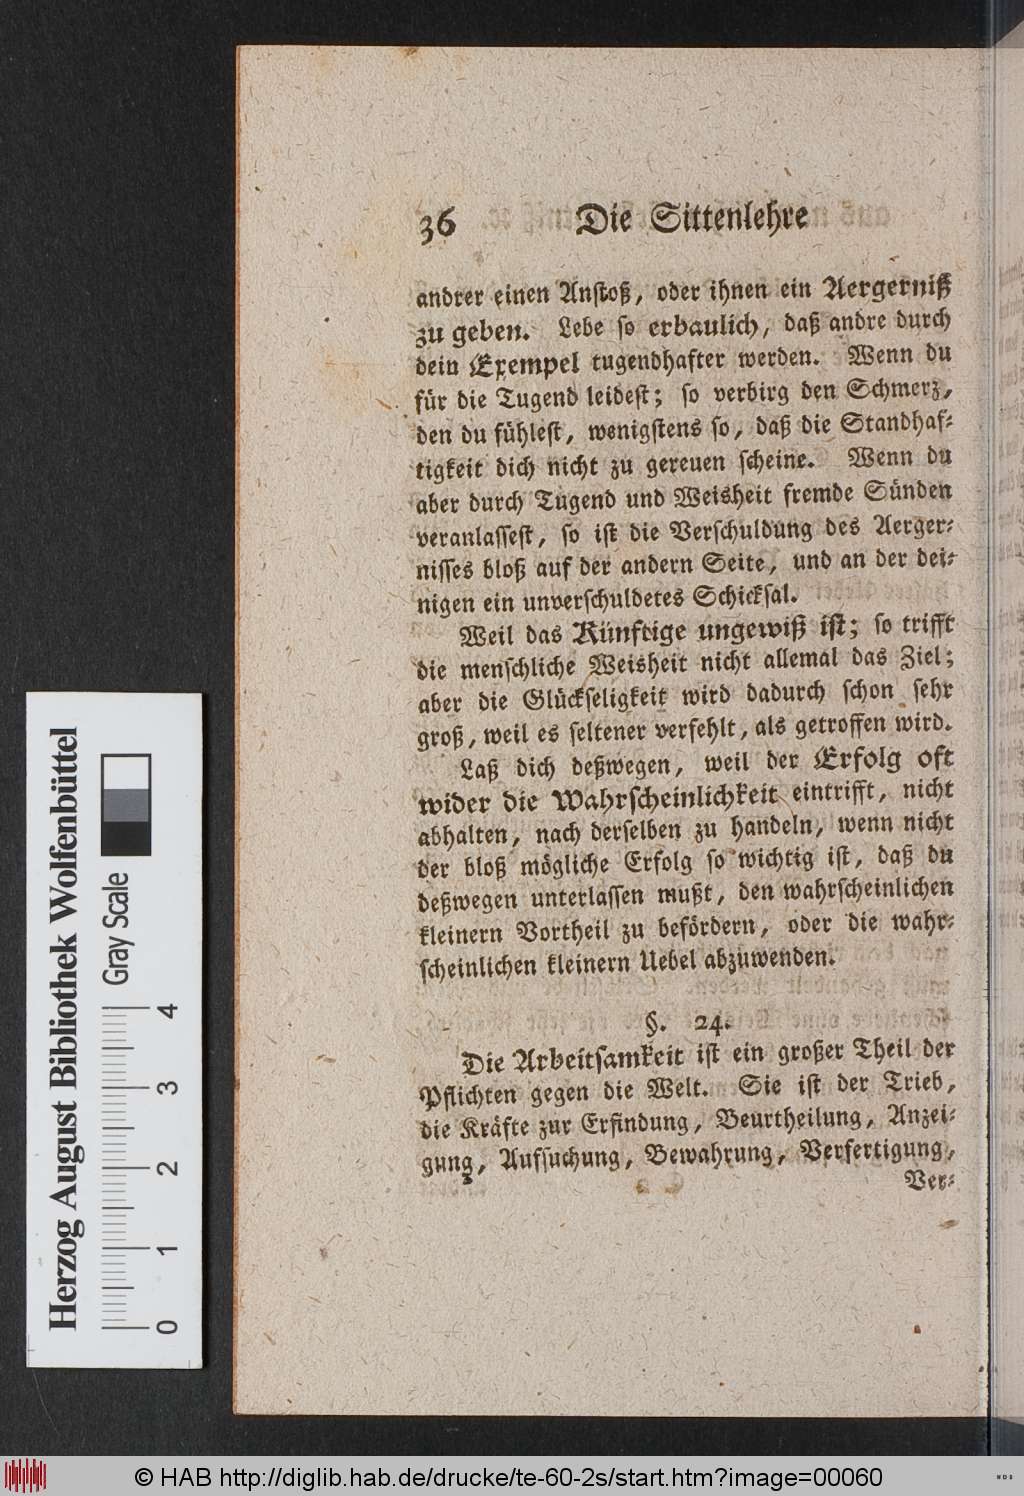 36 Die Sittenlehre
andrer einen Anstoß, oder ihnen ein Aergerniß
zu geben. Lebe so erbaulich, daß andre durch
dein Exempel tugendhafter werden. Wenn du
für die Tugend leidest; so verbirg den Schmerz,
den du fühlest, wenigstens so, daß die Standhaf-
tigkeit dich nicht zu gereuen scheine. Wenn du
aber durch Tugend und Weisheit fremde Sünden
veranlassest, so ist die Verschuldung des Aerger-
nisses bloß auf der andern Seite, und an der dei-
nigen ein unverschuldetes Schicksal.
Weil das Künftige ungewiß ist; so trifft
die menschliche Weisheit nicht allemal das Ziel;
aber die Glückseligkeit wird dadurch schon sehr
groß, weil es seltener verfehlt, als getroffen wird.
Laß dich deßwegen, weil der Erfolg oft
wider die Wahrscheinlichkeit eintrifft, nicht
abhalten, nach derselben zu handeln, wenn nicht
der bloß mögliche Erfolg so wichtig ist, daß du
deßwegen unterlassen mußt, den wahrscheinlichen
kleinern Vortheil zu befördern, oder die wahr-
scheinlichen kleinern Uebel abzuwenden.
§. 24.
Die Arbeitsamkeit ist ein großer Theil der
Pflichten gegen die Welt. Sie ist der Trieb,
die Kräfte zur Erfindung, Beurtheilung, Anzei-
gung, Aufsuchung, Bewahrung, Verfertigung,
Ver-
Herzog August Bibliothek Wolfenbüttel
Gray Scale
0 1 2 3 4
© HAB http://diglib.hab.de/drucke/te-60-2s/start.htm?image=00060